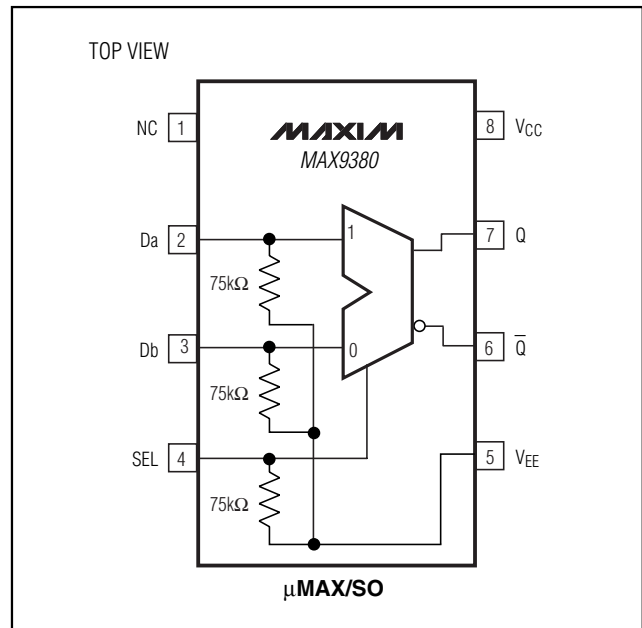 TOP VIEW
NC 1
MAXIM
MAX9380
8 VCC
Da 2
1
7 Q
75kΩ
Db 3
0
6 Q̅
75kΩ
SEL 4
5 VEE
75kΩ
µMAX/SO